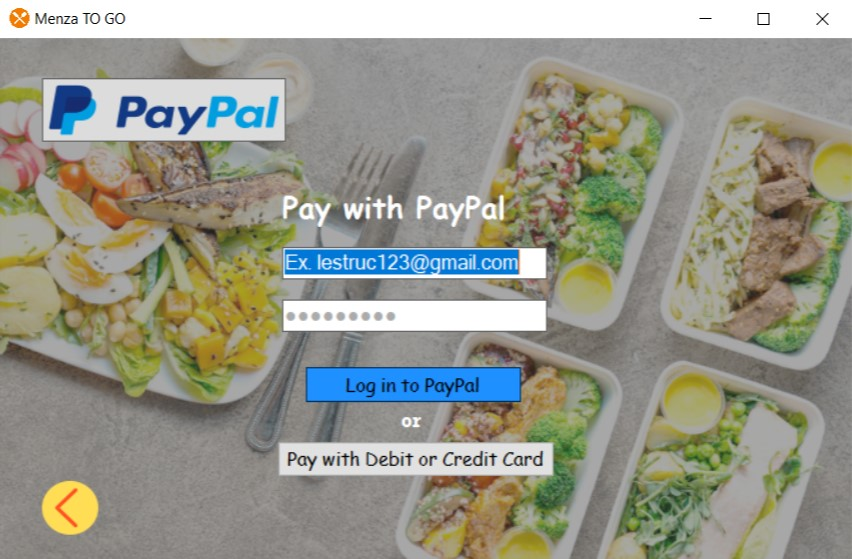 Menza TO GO
PayPal
Pay with PayPal
Ex. lestruc123@gmail.com
●●●●●●●●●
Log in to PayPal
or
Pay with Debit or Credit Card